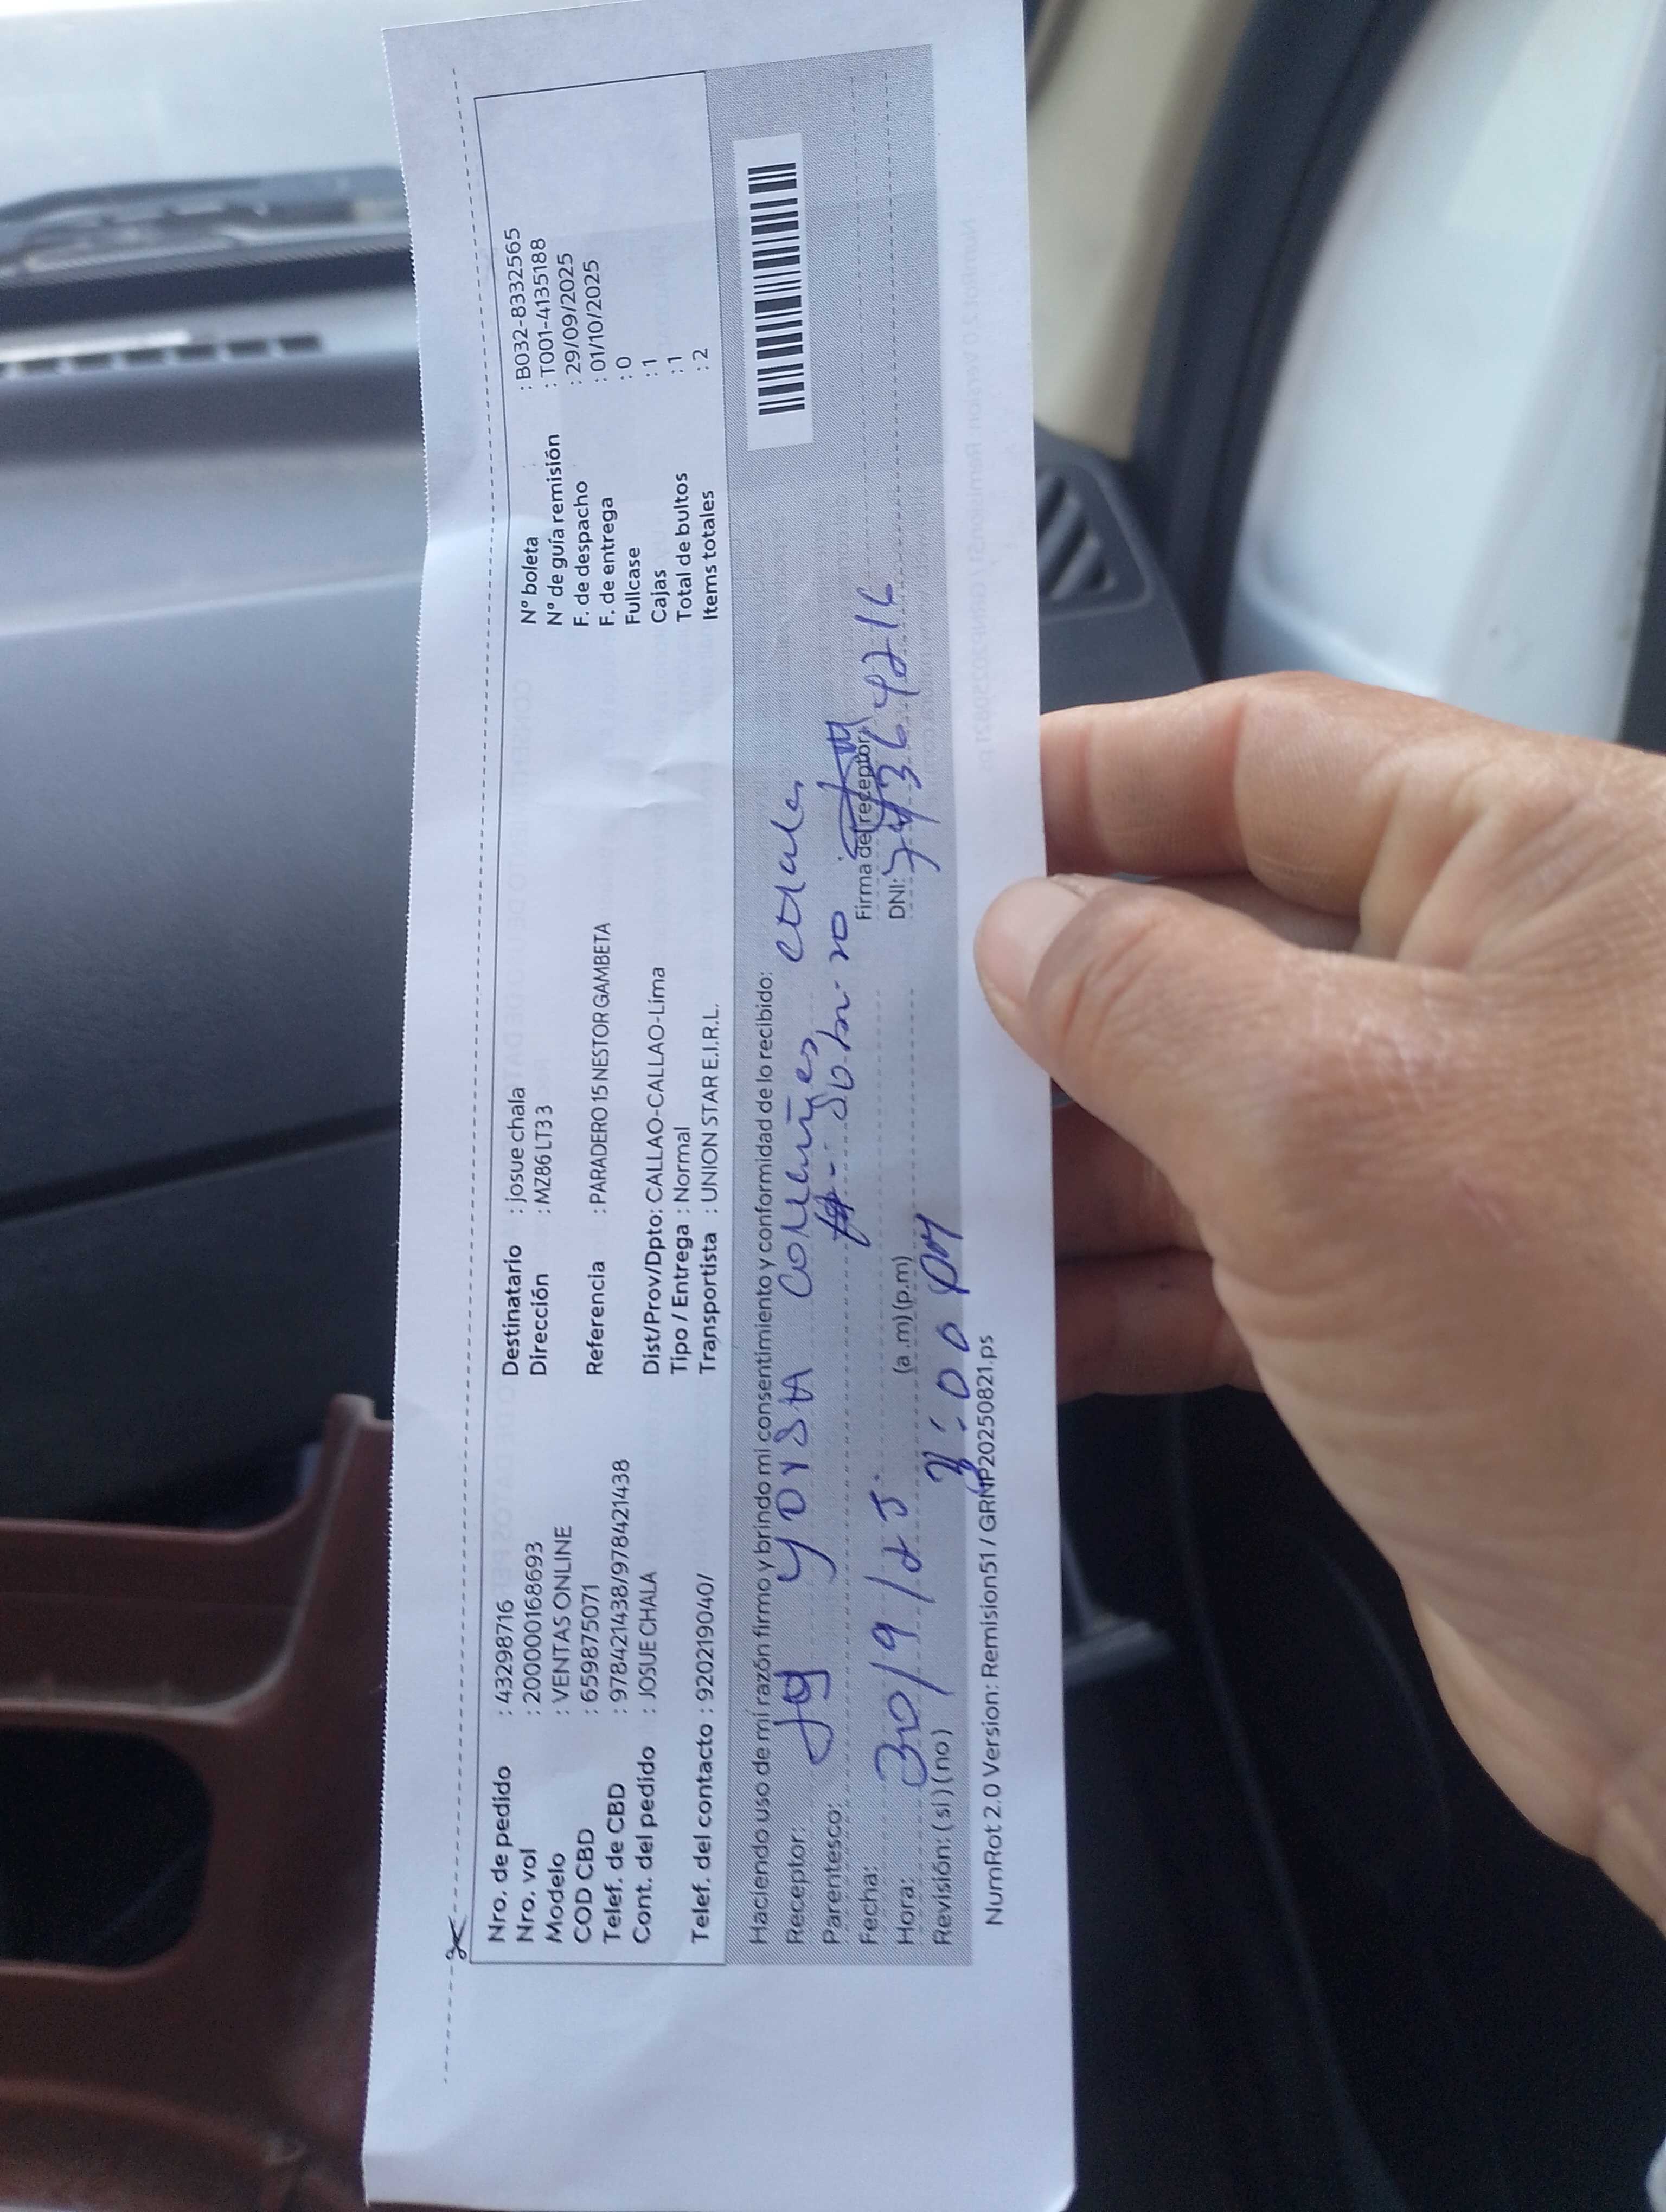 Nro. de pedido : 43298716
Nro. vol : 200000168693
Modelo : VENTAS ONLINE
COD CBD : 659875071
Telef. de CBD : 978421438/978421438
Cont. del pedido : JOSUE CHALA
Telef. del contacto : 920219040/
Destinatario : josue chala
Dirección : MZ86 LT33
Referencia : PARADERO 15 NESTOR GAMBETA
Dist/Prov/Dpto: CALLAO-CALLAO-Lima
Tipo / Entrega : Normal
Transportista : UNION STAR E.I.R.L.
N° boleta : B032-8332565
N° de guía remisión : T001-4135188
F. de despacho : 29/09/2025
F. de entrega : 01/10/2025
Fullcase : 0
Cajas : 1
Total de bultos : 1
Items totales : 2
Haciendo uso de mi razón firmo y brindo mi consentimiento y conformidad de lo recibido:
Receptor:
Parentesco:
Fecha: 30/9/25
Firma del receptor
Hora: (a.m)(p.m) :00 pm
DNI:
Revisión: (si)(no)
NumRot 2.0 Version: Remision51 / GRNP20250821.ps